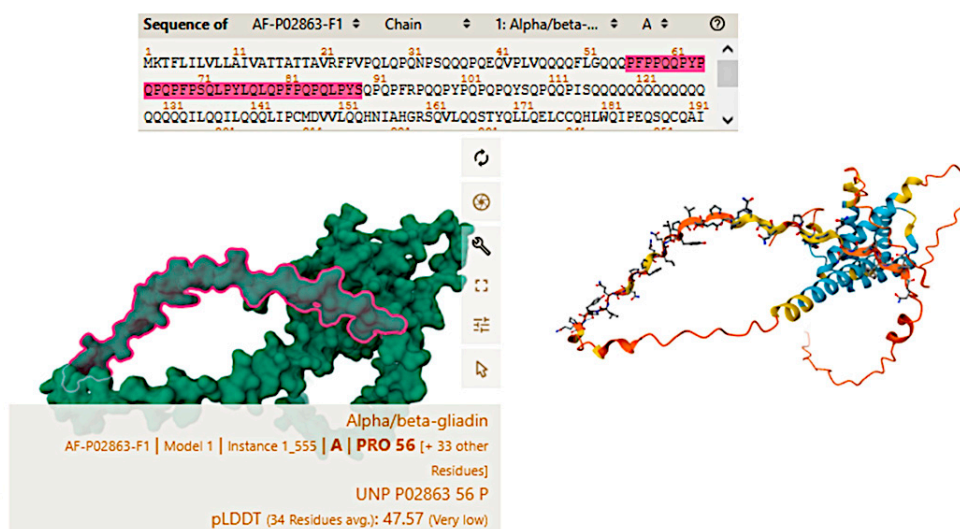 Sequence of AF-P02863-F1 Chain 1: Alpha/beta-... A
1 11 21 31 41 51 61
MKTFLILVLLAIVATTATTAVRFPVPQLQPQNPSQQQPQEQVPLVQQQQFLGQQQPFPPQQPYP
71 81 91 101 111 121
QPQPFPSQLPYLQLQPFPQPQLPYSQPQPFRPQQPYPQPQPQYSQPQQPISQQQQQQQQQQQQQ
131 141 151 161 171 181 191
QQQQQILQQILQQQLIPCMDVVLQQHNIAHGRSQVLQQSTYQLLQELCCQHLWQIPEQSQCQAI
Alpha/beta-gliadin
AF-P02863-F1 | Model 1 | Instance 1_555 | A | PRO 56 [+ 33 other
Residues]
UNP P02863 56 P
pLDDT (34 Residues avg.): 47.57 (Very low)